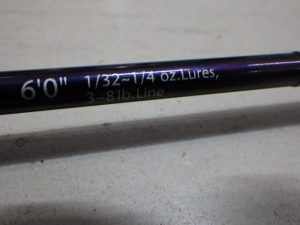 6'0" 1/32~1/4 oz.Lures,
3-8 lb.Line